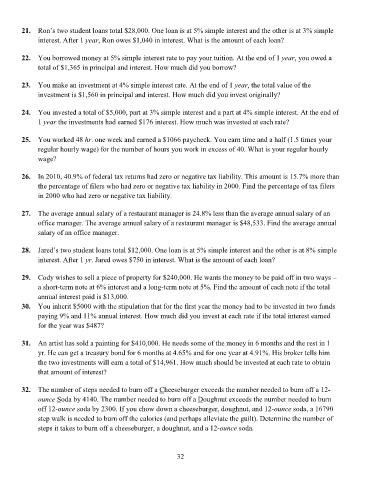 21. Ron's two student loans total $28,000. One loan is at 5% simple interest and the other is at 3% simple
interest. After 1 year, Ron owes $1,040 in interest. What is the amount of each loan?
22. You borrowed money at 5% simple interest rate to pay your tuition. At the end of 1 year, you owed a
total of $1,365 in principal and interest. How much did you borrow?
23. You make an investment at 4% simple interest rate. At the end of 1 year, the total value of the
investment is $1,560 in principal and interest. How much did you invest originally?
24. You invested a total of $5,000, part at 3% simple interest and a part at 4% simple interest. At the end of
1 year the investments had earned $176 interest. How much was invested at each rate?
25. You worked 48 hr. one week and earned a $1066 paycheck. You earn time and a half (1.5 times your
regular hourly wage) for the number of hours you work in excess of 40. What is your regular hourly
wage?
26. In 2010, 40.9% of federal tax returns had zero or negative tax liability. This amount is 15.7% more than
the percentage of filers who had zero or negative tax liability in 2000. Find the percentage of tax filers
in 2000 who had zero or negative tax liability.
27. The average annual salary of a restaurant manager is 24.8% less than the average annual salary of an
office manager. The average annual salary of a restaurant manager is $48,533. Find the average annual
salary of an office manager.
28. Jared's two student loans total $12,000. One loan is at 5% simple interest and the other is at 8% simple
interest. After 1 yr. Jared owes $750 in interest. What is the amount of each loan?
29. Cody wishes to sell a piece of property for $240,000. He wants the money to be paid off in two ways –
a short-term note at 6% interest and a long-term note at 5%. Find the amount of each note if the total
annual interest paid is $13,000.
30. You inherit $5000 with the stipulation that for the first year the money had to be invested in two funds
paying 9% and 11% annual interest. How much did you invest at each rate if the total interest earned
for the year was $487?
31. An artist has sold a painting for $410,000. He needs some of the money in 6 months and the rest in 1
yr. He can get a treasury bond for 6 months at 4.65% and for one year at 4.91%. His broker tells him
the two investments will earn a total of $14,961. How much should be invested at each rate to obtain
that amount of interest?
32. The number of steps needed to burn off a Cheeseburger exceeds the number needed to burn off a 12-
ounce Soda by 4140. The number needed to burn off a Doughnut exceeds the number needed to burn
off 12-ounce soda by 2300. If you chow down a cheeseburger, doughnut, and 12-ounce soda, a 16790
step walk is needed to burn off the calories (and perhaps alleviate the guilt). Determine the number of
steps it takes to burn off a cheeseburger, a doughnut, and a 12-ounce soda.
32